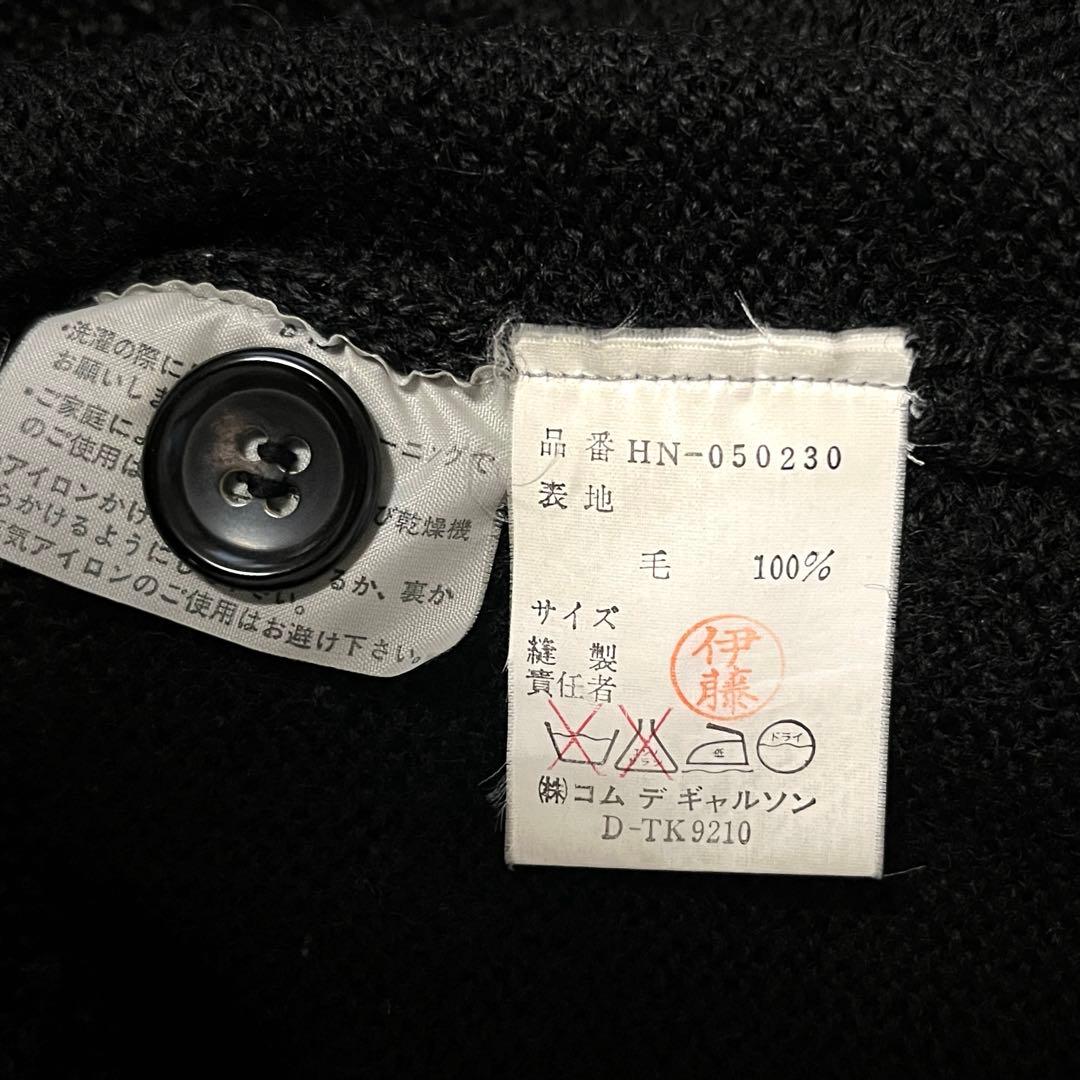 ・洗濯の際に
お願いしま
・ご家庭によ ーニングで
のご使用は び乾燥機
アイロンかけ
らかけるように るか、裏か
気アイロンのご使用はお避け下さい。
品番 HN-050230
表地
毛 100%
サイズ
縫製
責任者
伊藤
低
ドライ
㈱コム デ ギャルソン
D-TK9210